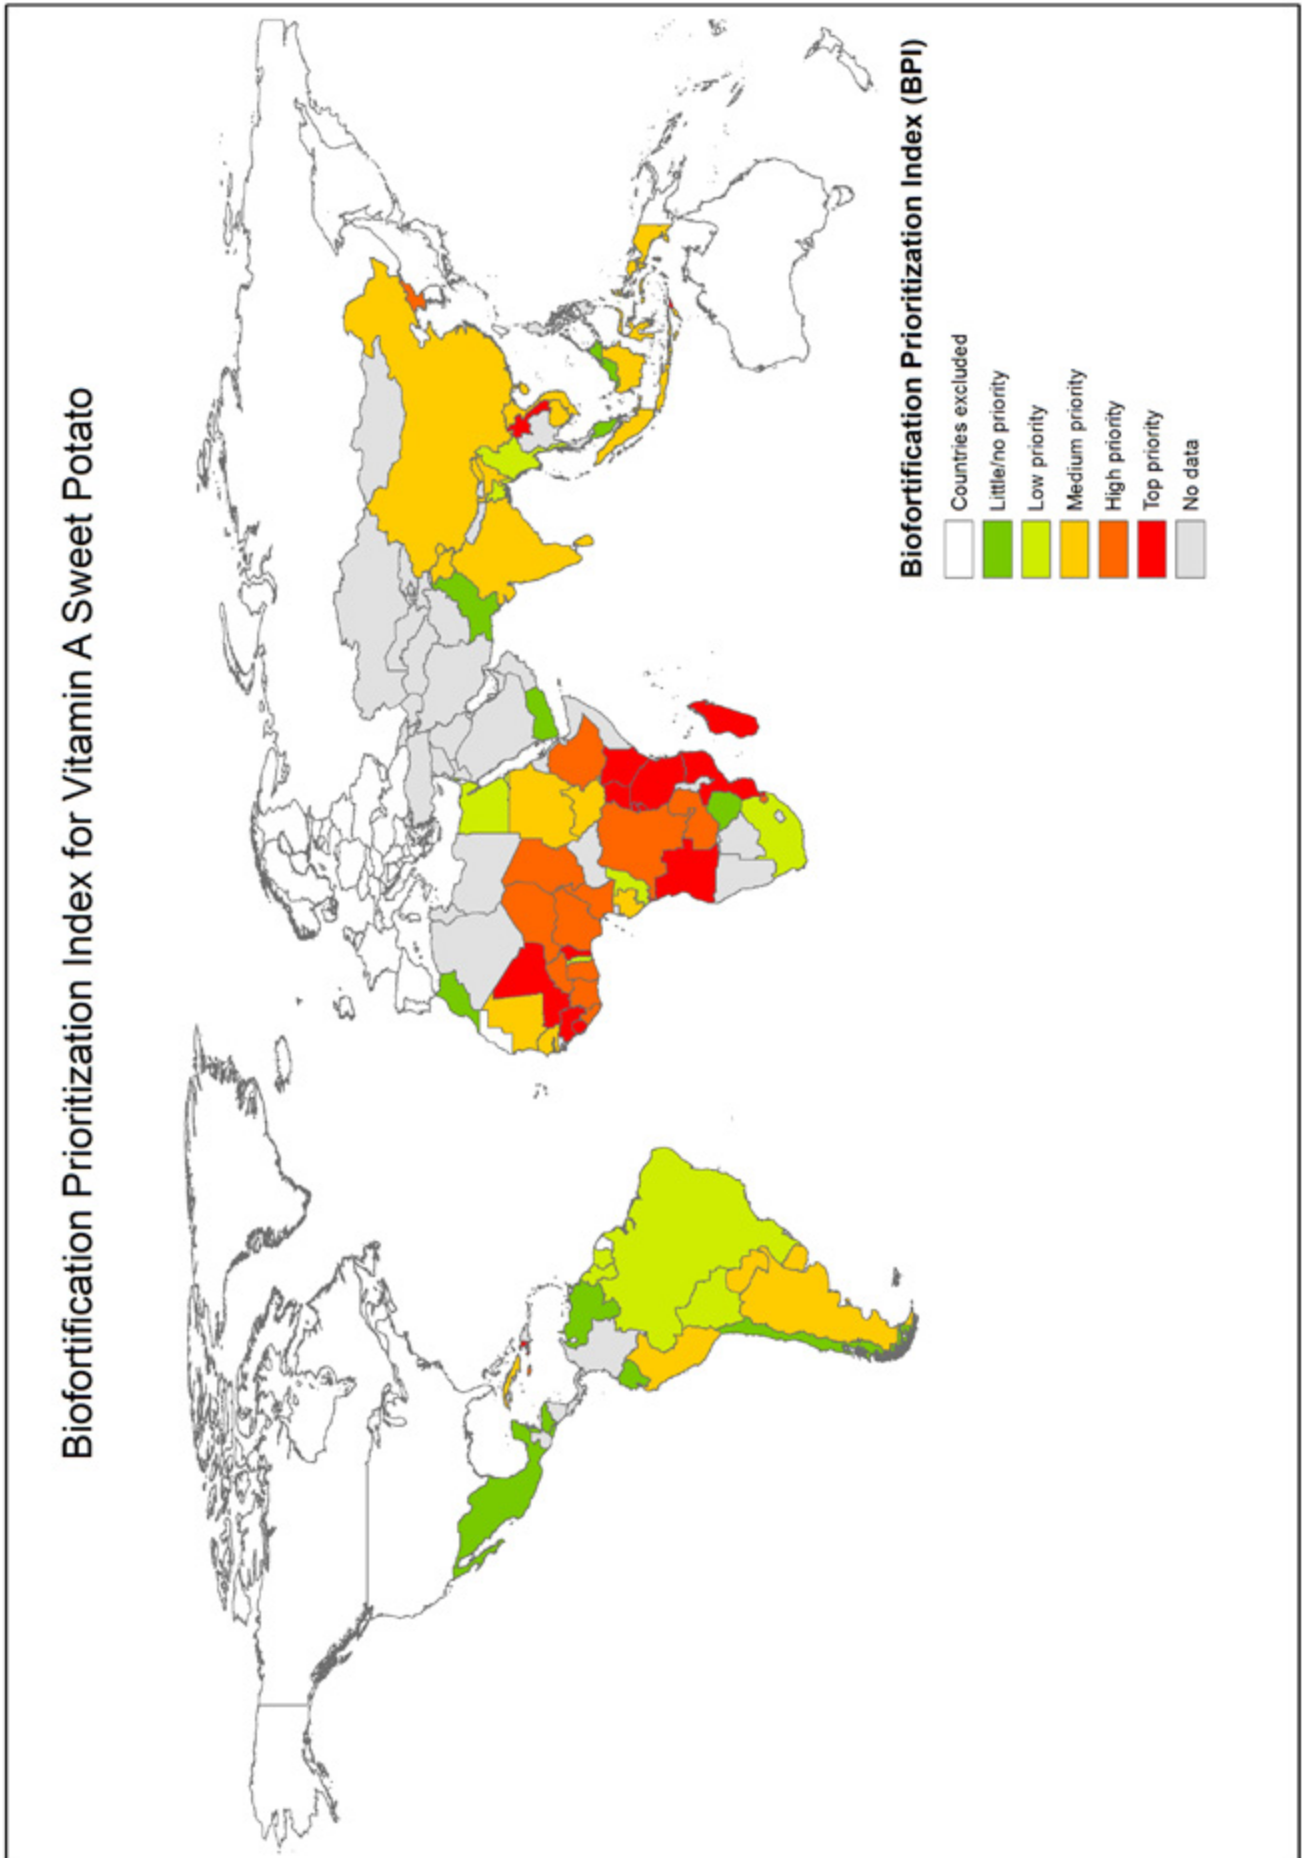 Biofortification Prioritization Index for Vitamin A Sweet Potato
Biofortification Prioritization Index (BPI)
Countries excluded
Little/no priority
Low priority
Medium priority
High priority
Top priority
No data